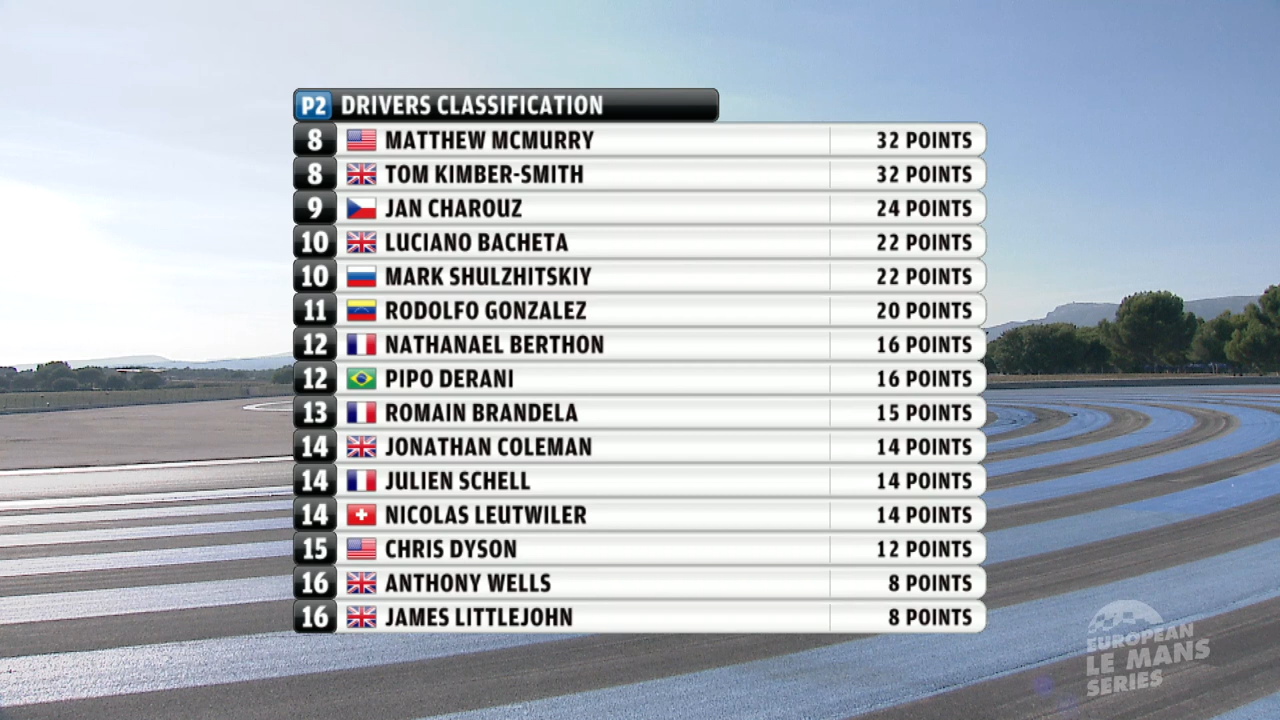 P2 DRIVERS CLASSIFICATION
8 MATTHEW MCMURRY 32 POINTS
8 TOM KIMBER-SMITH 32 POINTS
9 JAN CHAROUZ 24 POINTS
10 LUCIANO BACHETA 22 POINTS
10 MARK SHULZHITSKIY 22 POINTS
11 RODOLFO GONZALEZ 20 POINTS
12 NATHANAEL BERTHON 16 POINTS
12 PIPO DERANI 16 POINTS
13 ROMAIN BRANDELA 15 POINTS
14 JONATHAN COLEMAN 14 POINTS
14 JULIEN SCHELL 14 POINTS
14 NICOLAS LEUTWILER 14 POINTS
15 CHRIS DYSON 12 POINTS
16 ANTHONY WELLS 8 POINTS
16 JAMES LITTLEJOHN 8 POINTS
EUROPEAN
LE MANS
SERIES